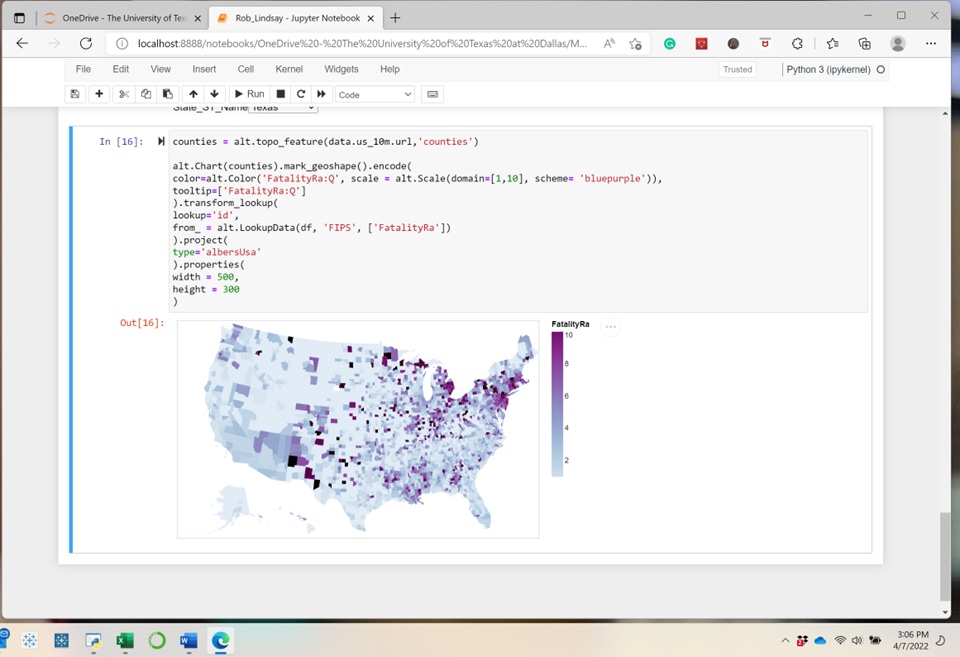 OneDrive - The University of Tex
Rob_Lindsay - Jupyter Notebook
localhost:8888/notebooks/OneDrive%20-%20The%20University%20of%20Texas%20at%20Dallas/M...
File Edit View Insert Cell Kernel Widgets Help
Trusted
Python 3 (ipykernel)
Run
Code
State_ST_Name Texas
In [16]:
counties = alt.topo_feature(data.us_10m.url,'counties')
alt.Chart(counties).mark_geoshape().encode(
color=alt.Color('FatalityRa:Q', scale = alt.Scale(domain=[1,10], scheme= 'bluepurple')),
tooltip=['FatalityRa:Q']
).transform_lookup(
lookup='id',
from_ = alt.LookupData(df, 'FIPS', ['FatalityRa'])
).project(
type='albersUsa'
).properties(
width = 500,
height = 300
)
Out[16]:
FatalityRa
10
8
6
4
2
3:06 PM
4/7/2022